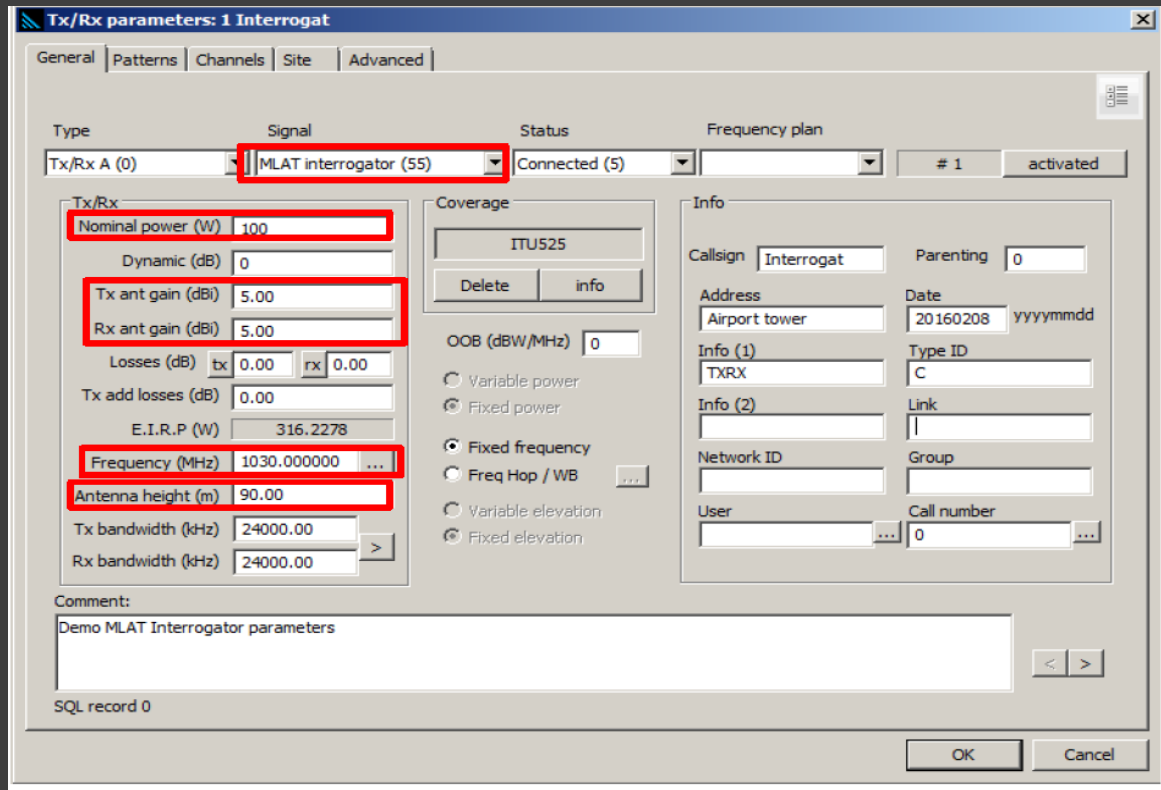 Tx/Rx parameters: 1 Interrogat
General Patterns Channels Site Advanced
Type Signal Status Frequency plan
Tx/Rx A (0) MLAT interrogator (55) Connected (5) # 1 activated
Tx/Rx
Nominal power (W) 100
Dynamic (dB) 0
Tx ant gain (dBi) 5.00
Rx ant gain (dBi) 5.00
Losses (dB) tx 0.00 rx 0.00
Tx add losses (dB) 0.00
E.I.R.P (W) 316.2278
Frequency (MHz) 1030.000000 ...
Antenna height (m) 90.00
Tx bandwidth (kHz) 24000.00
Rx bandwidth (kHz) 24000.00
>
Coverage
ITU525
Delete info
OOB (dBW/MHz) 0
Variable power
Fixed power
Fixed frequency
Freq Hop / WB ...
Variable elevation
Fixed elevation
Info
Callsign Interrogat Parenting 0
Address Date
Airport tower 20160208 yyyymmdd
Info (1) Type ID
TXRX C
Info (2) Link
Network ID Group
User Call number
... 0 ...
Comment:
Demo MLAT Interrogator parameters
< >
SQL record 0
OK Cancel